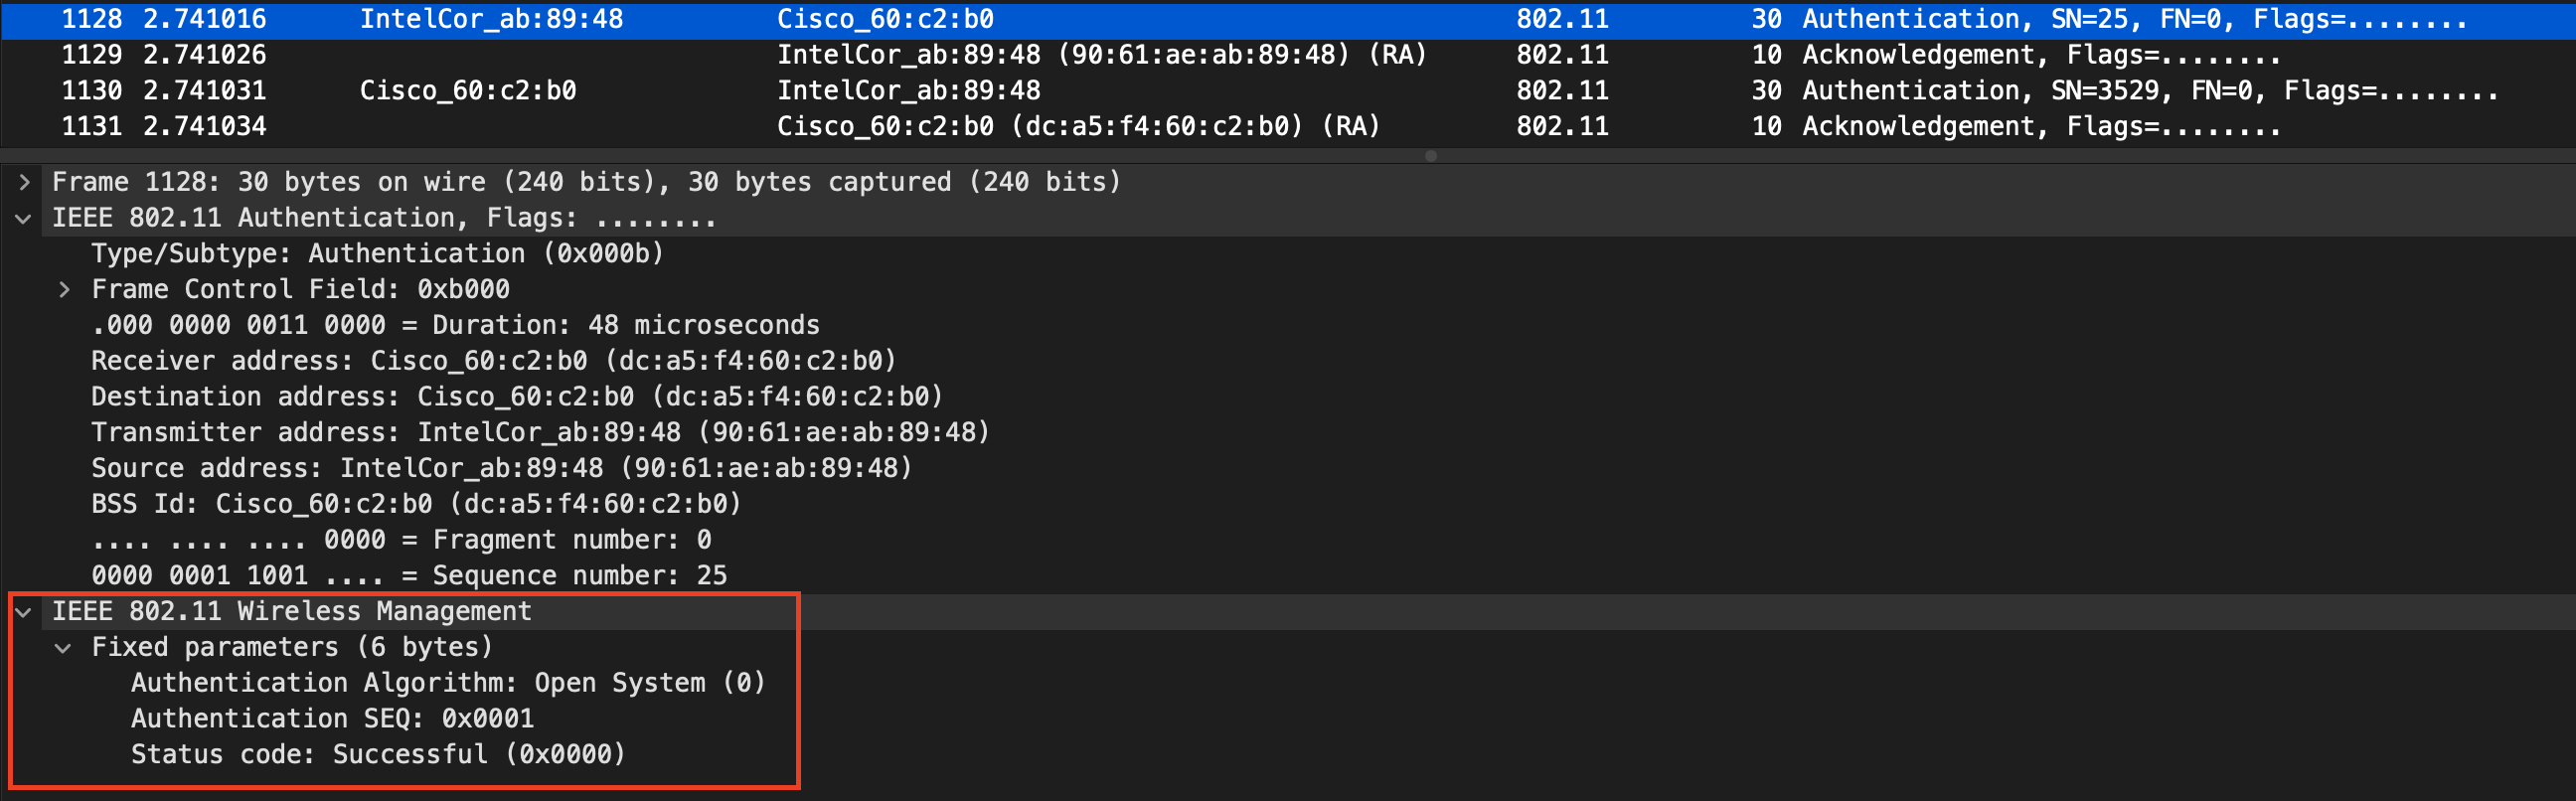 1128 2.741016 IntelCor_ab:89:48 Cisco_60:c2:b0 802.11 30 Authentication, SN=25, FN=0, Flags=........
1129 2.741026 IntelCor_ab:89:48 (90:61:ae:ab:89:48) (RA) 802.11 10 Acknowledgement, Flags=........
1130 2.741031 Cisco_60:c2:b0 IntelCor_ab:89:48 802.11 30 Authentication, SN=3529, FN=0, Flags=........
1131 2.741034 Cisco_60:c2:b0 (dc:a5:f4:60:c2:b0) (RA) 802.11 10 Acknowledgement, Flags=........
Frame 1128: 30 bytes on wire (240 bits), 30 bytes captured (240 bits)
IEEE 802.11 Authentication, Flags: ........
Type/Subtype: Authentication (0x000b)
Frame Control Field: 0xb000
.000 0000 0011 0000 = Duration: 48 microseconds
Receiver address: Cisco_60:c2:b0 (dc:a5:f4:60:c2:b0)
Destination address: Cisco_60:c2:b0 (dc:a5:f4:60:c2:b0)
Transmitter address: IntelCor_ab:89:48 (90:61:ae:ab:89:48)
Source address: IntelCor_ab:89:48 (90:61:ae:ab:89:48)
BSS Id: Cisco_60:c2:b0 (dc:a5:f4:60:c2:b0)
.... .... .... 0000 = Fragment number: 0
0000 0001 1001 .... = Sequence number: 25
IEEE 802.11 Wireless Management
Fixed parameters (6 bytes)
Authentication Algorithm: Open System (0)
Authentication SEQ: 0x0001
Status code: Successful (0x0000)